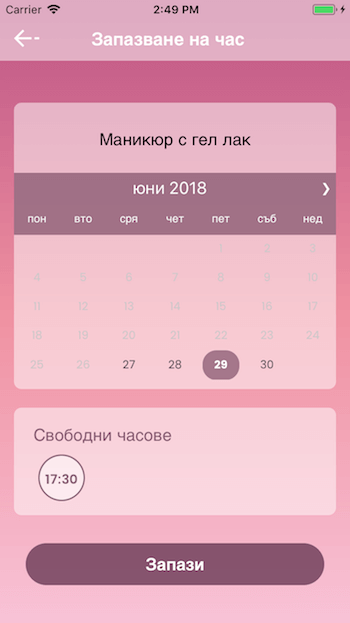 Carrier 2:49 PM
Запазване на час
Маникюр с гел лак
юни 2018
пон вто сря чет пет съб нед
1 2 3
4 5 6 7 8 9 10
11 12 13 14 15 16 17
18 19 20 21 22 23 24
25 26 27 28 29 30
Свободни часове
17:30
Запази